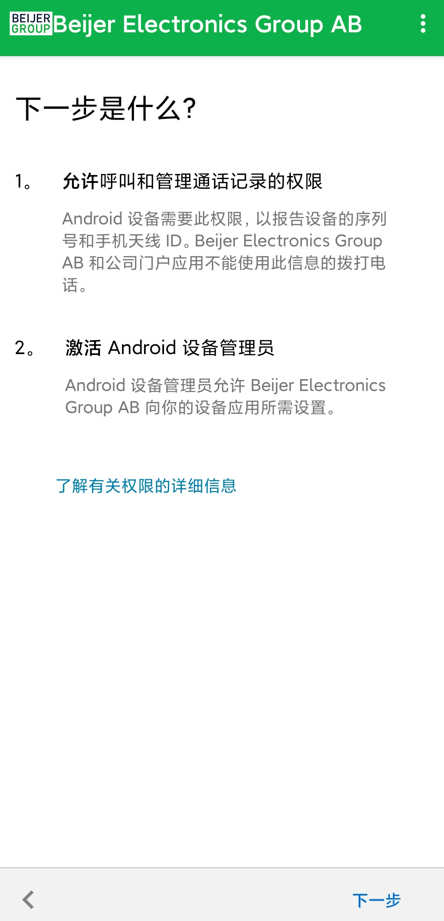 BEIJER
GROUP
Beijer Electronics Group AB
下一步是什么?
1。 允许呼叫和管理通话记录的权限
Android 设备需要此权限, 以报告设备的序列
号和手机天线 ID。Beijer Electronics Group
AB 和公司门户应用不能使用此信息的拨打电
话。
2。 激活 Android 设备管理员
Android 设备管理员允许 Beijer Electronics
Group AB 向你的设备应用所需设置。
了解有关权限的详细信息
下一步